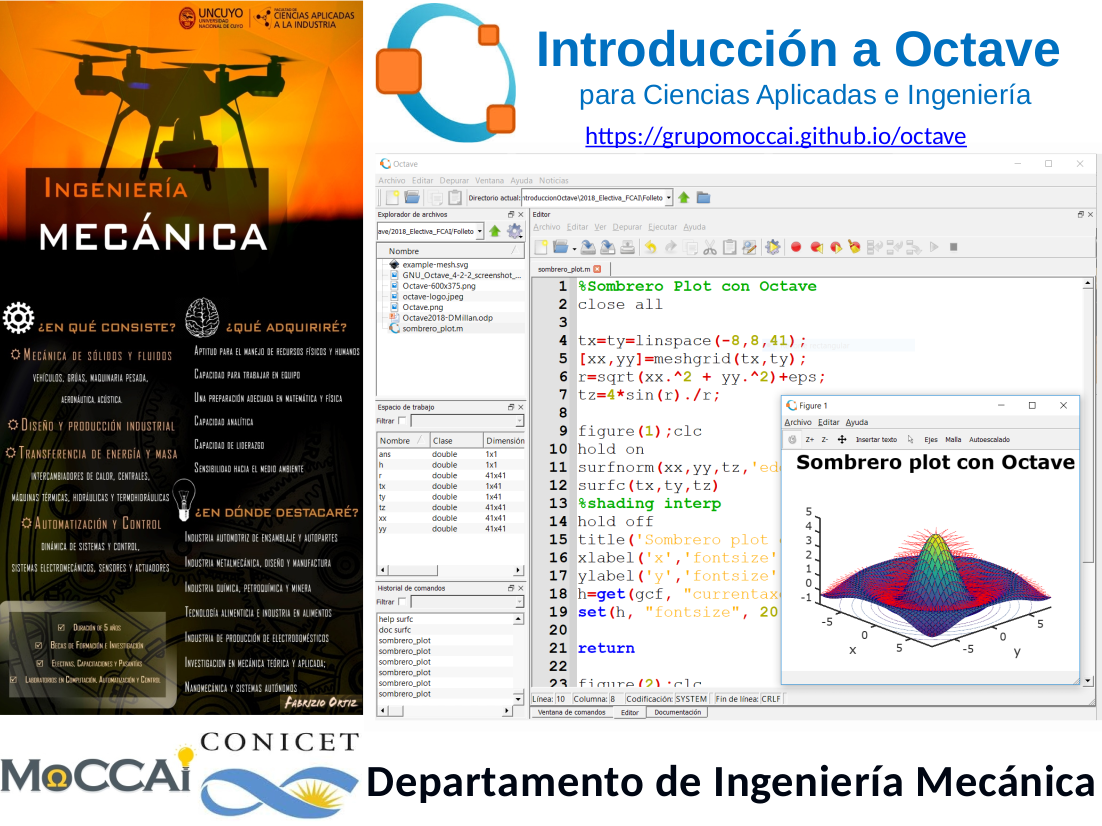 UNCUYO
UNIVERSIDAD
NACIONAL DE CUYO
FACULTAD DE
CIENCIAS APLICADAS
A LA INDUSTRIA
Ingeniería
MECÁNICA
¿EN QUÉ CONSISTE?
Mecánica de sólidos y fluidos
vehículos, grúas, maquinaria pesada,
aeronáutica, acústica.
Diseño y producción industrial
Transferencia de energía y masa
intercambiadores de calor, centrales,
máquinas térmicas, hidráulicas y termohidráulicas
Automatización y Control
dinámica de sistemas y control,
sistemas electromecánicos, sensores y actuadores
Duración de 5 años
Becas de Formación e Investigación
Electivas, Capacitaciones y Pasantías
Laboratorios en Computación, Automatización y Control
¿QUÉ ADQUIRIRÉ?
Aptitud para el manejo de recursos físicos y humanos
Capacidad para trabajar en equipo
Una preparación adecuada en matemática y física
Capacidad analítica
Capacidad de liderazgo
Sensibilidad hacia el medio ambiente
¿EN DÓNDE DESTACARÉ?
Industria automotriz de ensamblaje y autopartes
Industria metalmecánica, diseño y manufactura
Industria química, petroquímica y minera
Tecnología alimenticia e industria en alimentos
Industria de producción de electrodomésticos
Investigacion en mecánica teórica y aplicada;
Nanomecánica y sistemas autónomos
Fabrizio Ortiz
Introducción a Octave
para Ciencias Aplicadas e Ingeniería
https://grupomoccai.github.io/octave
Octave
Archivo Editar Depurar Ventana Ayuda Noticias
Directorio actual: ntroduccionOctave\2018_Electiva_FCAI\Folleto
Explorador de archivos
ave/2018_Electiva_FCAI/Folleto
Nombre
example-mesh.svg
GNU_Octave_4-2-2_screenshot_...
Octave-600x375.png
octave-logo.jpeg
Octave.png
Octave2018-DMillan.odp
sombrero_plot.m
Espacio de trabajo
Filtrar
Nombre Clase Dimensión
ans double 1x1
h double 1x1
r double 41x41
tx double 1x41
ty double 1x41
tz double 41x41
xx double 41x41
yy double 41x41
Historial de comandos
Filtrar
help surfc
doc surfc
sombrero_plot
sombrero_plot
sombrero_plot
sombrero_plot
sombrero_plot
sombrero_plot
Editor
Archivo Editar Ver Depurar Ejecutar Ayuda
sombrero_plot.m
1 %Sombrero Plot con Octave
2 close all
3
4 tx=ty=linspace(-8,8,41);
5 [xx,yy]=meshgrid(tx,ty);
6 r=sqrt(xx.^2 + yy.^2)+eps;
7 tz=4*sin(r)./r;
8
9 figure(1);clc
10 hold on
11 surfnorm(xx,yy,tz,'ed
12 surfc(tx,ty,tz)
13 %shading interp
14 hold off
15 title('Sombrero plot
16 xlabel('x','fontsize'
17 ylabel('y','fontsize'
18 h=get(gcf, "currentax
19 set(h, "fontsize", 20
20
21 return
22
23 figure(2);clc
Línea: 10 Columna: 8 Codificación: SYSTEM Fin de línea: CRLF
Ventana de comandos Editor Documentación
Figure 1
Archivo Editar Ayuda
Z+ Z- Insertar texto Ejes Malla Autoescalado
Sombrero plot con Octave
5
4
3
2
1
0
-1
-5
0
5
x
-5
0
5
y
MΩCCAi
CONICET
Departamento de Ingeniería Mecánica